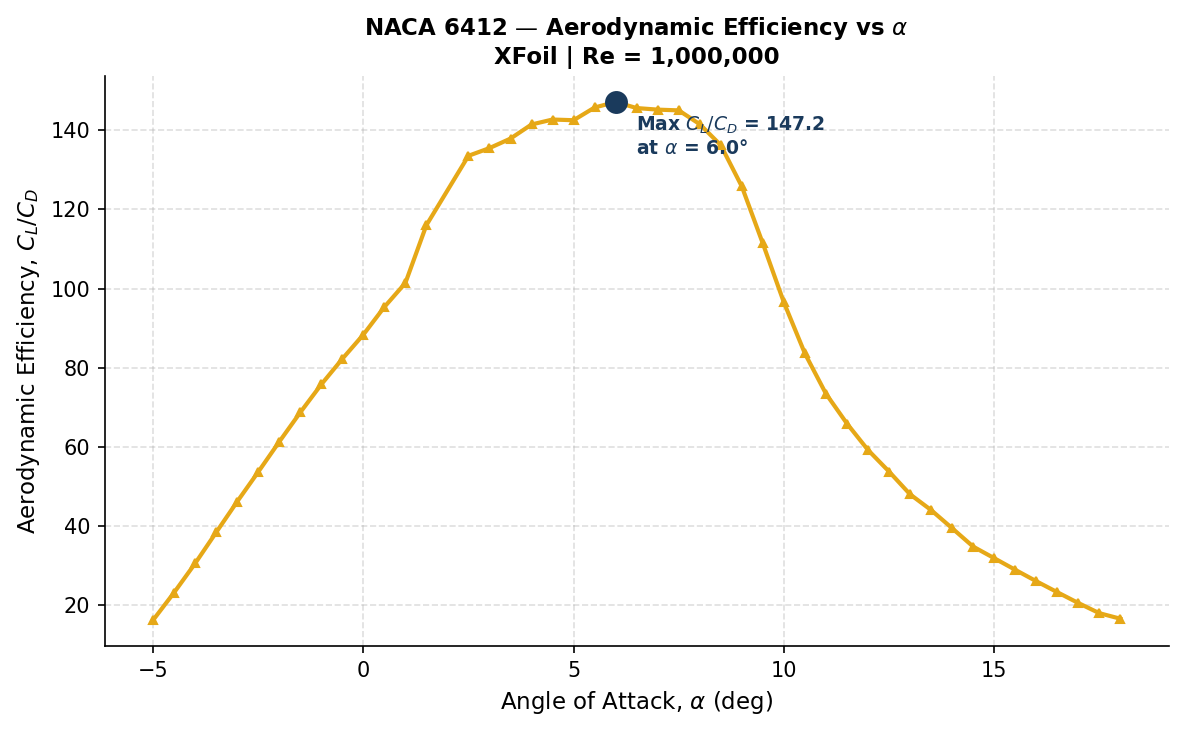 NACA 6412 — Aerodynamic Efficiency vs α
XFoil | Re = 1,000,000
Aerodynamic Efficiency, C_L/C_D
140
120
100
80
60
40
20
Max C_L/C_D = 147.2
at α = 6.0°
−5
0
5
10
15
Angle of Attack, α (deg)